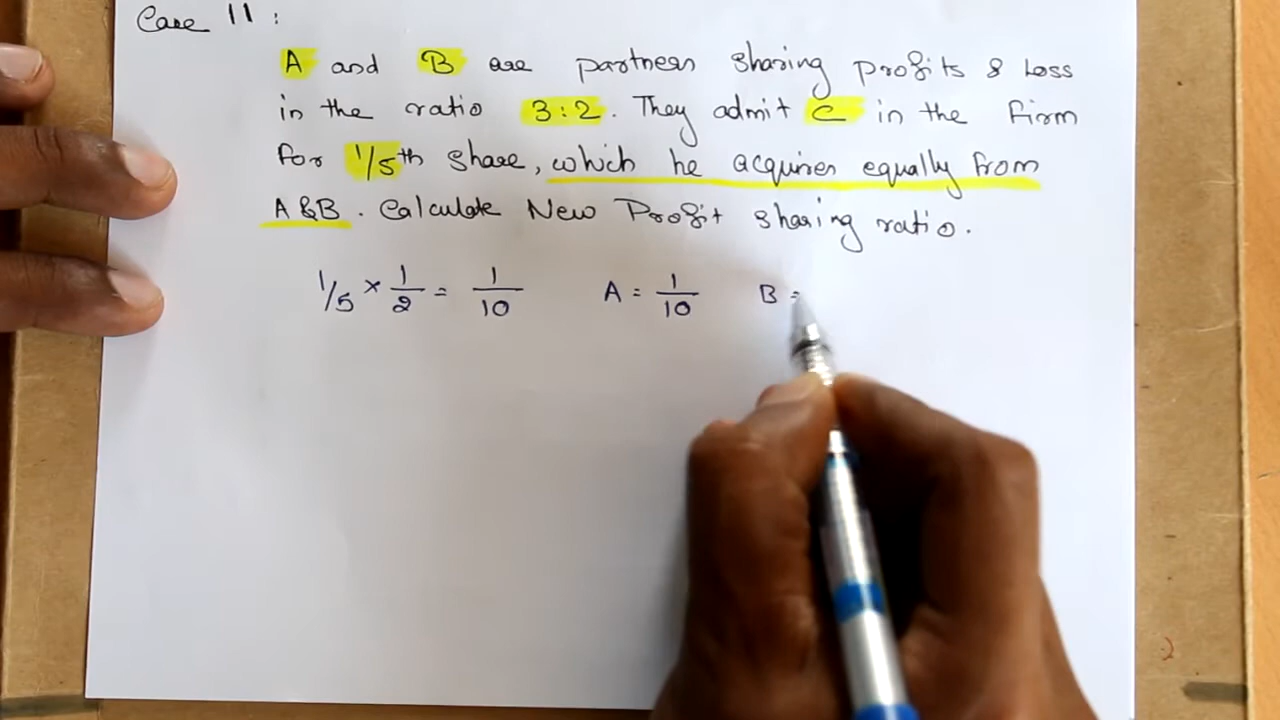 Case 11 :
A and B are partners sharing profits & Loss
in the ratio 3:2. They admit C in the firm
for 1/5th share, which he acquires equally from
A & B. Calculate New Profit sharing ratio.
1/5 × 1/2 = 1/10 A = 1/10 B =